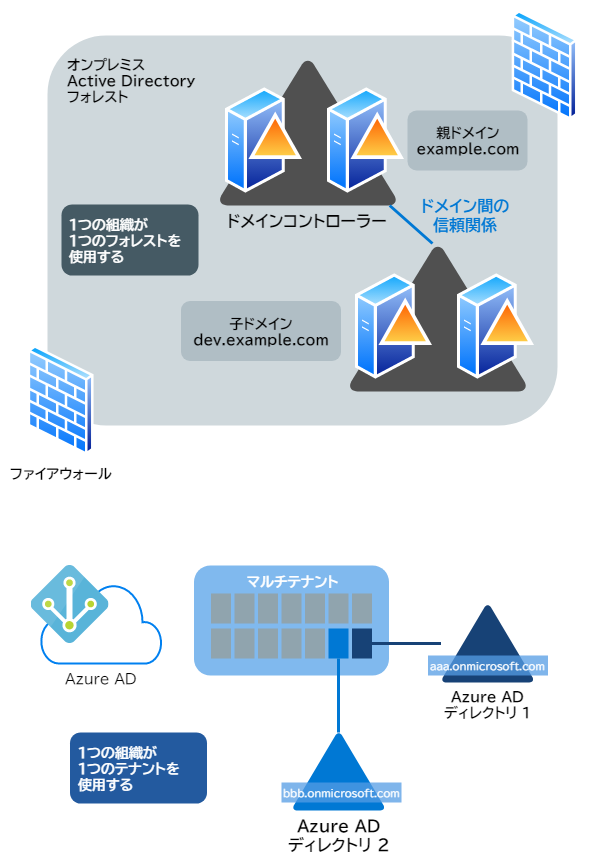 オンプレミス
Active Directory
フォレスト
親ドメイン
example.com
ドメインコントローラー
ドメイン間の
信頼関係
1つの組織が
1つのフォレストを
使用する
子ドメイン
dev.example.com
ファイアウォール
マルチテナント
Azure AD
aaa.onmicrosoft.com
Azure AD
ディレクトリ 1
1つの組織が
1つのテナントを
使用する
bbb.onmicrosoft.com
Azure AD
ディレクトリ 2